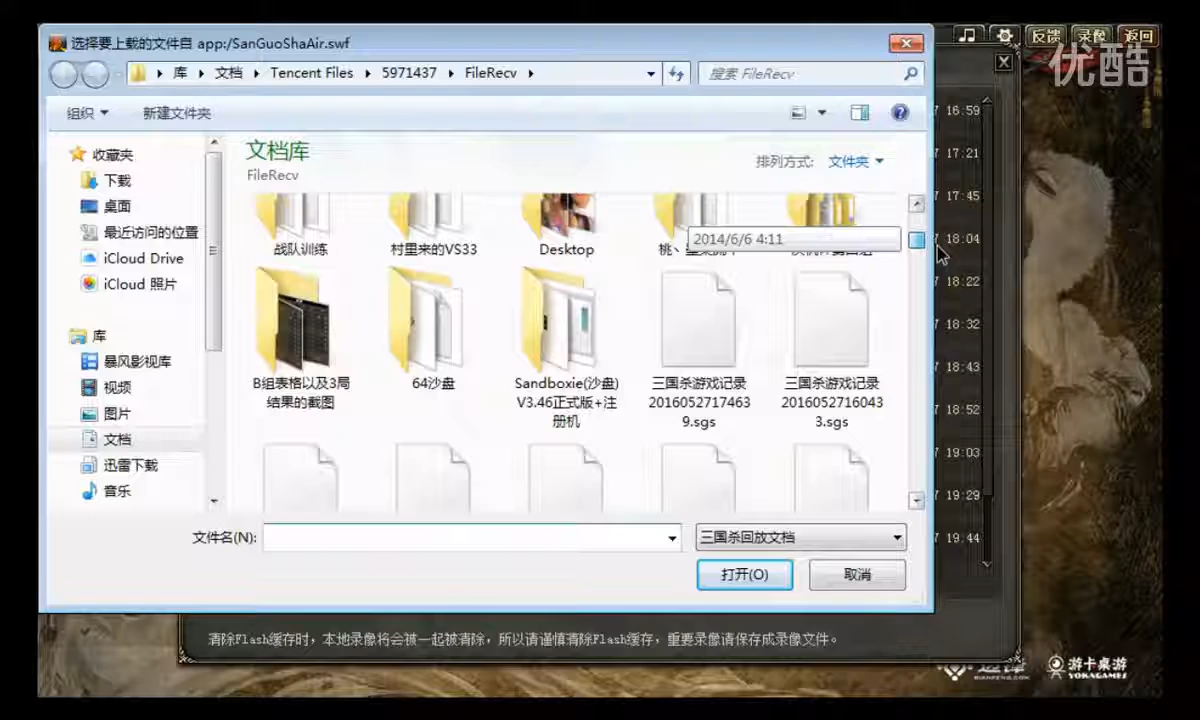 选择要上载的文件自 app:/SanGuoShaAir.swf
反馈 录像 返回
优酷
库 文档 Tencent Files 5971437 FileRecv
搜索 FileRecv
组织 新建文件夹
收藏夹
下载
桌面
最近访问的位置
iCloud Drive
iCloud 照片
库
暴风影视库
视频
图片
文档
迅雷下载
音乐
文档库
FileRecv
排列方式: 文件夹
战队训练
村里来的VS33
Desktop
2014/6/6 4:11
B组表格以及3局
结果的截图
64沙盘
Sandboxie(沙盘)
V3.46正式版+注
册机
三国杀游戏记录
2016052717463
9.sgs
三国杀游戏记录
2016052716043
3.sgs
16:59
17:21
17:45
18:04
18:22
18:32
18:43
18:52
19:03
19:29
19:44
文件名(N):
三国杀回放文档
打开(O)
取消
清除Flash缓存时，本地录像将会被一起被清除，所以请谨慎清除Flash缓存，重要录像请保存成录像文件。
游卡桌游
YOKAGAMES